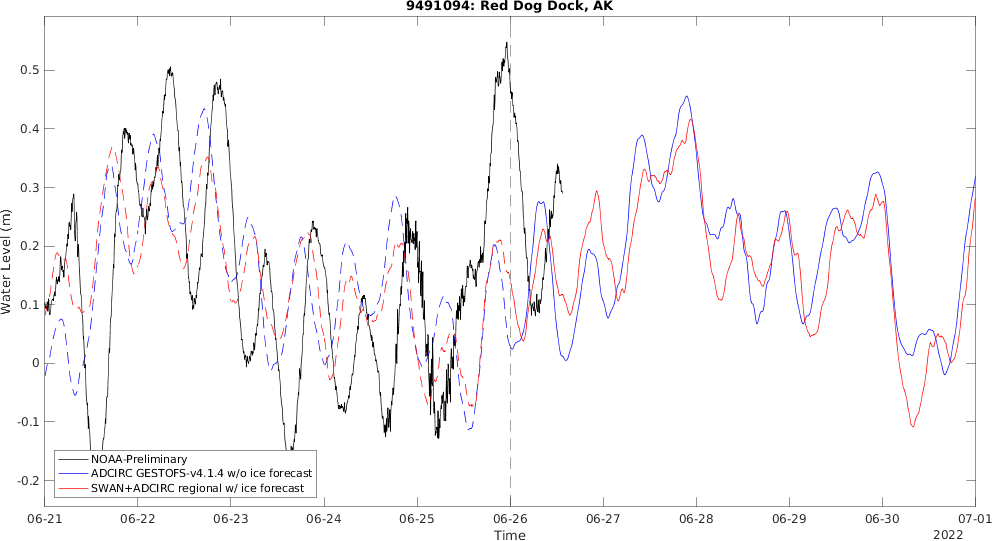 9491094: Red Dog Dock, AK
Water Level (m)
0.5
0.4
0.3
0.2
0.1
0
-0.1
-0.2
NOAA-Preliminary
ADCIRC GESTOFS-v4.1.4 w/o ice forecast
SWAN+ADCIRC regional w/ ice forecast
06-21 06-22 06-23 06-24 06-25 06-26 06-27 06-28 06-29 06-30 07-01
Time
2022